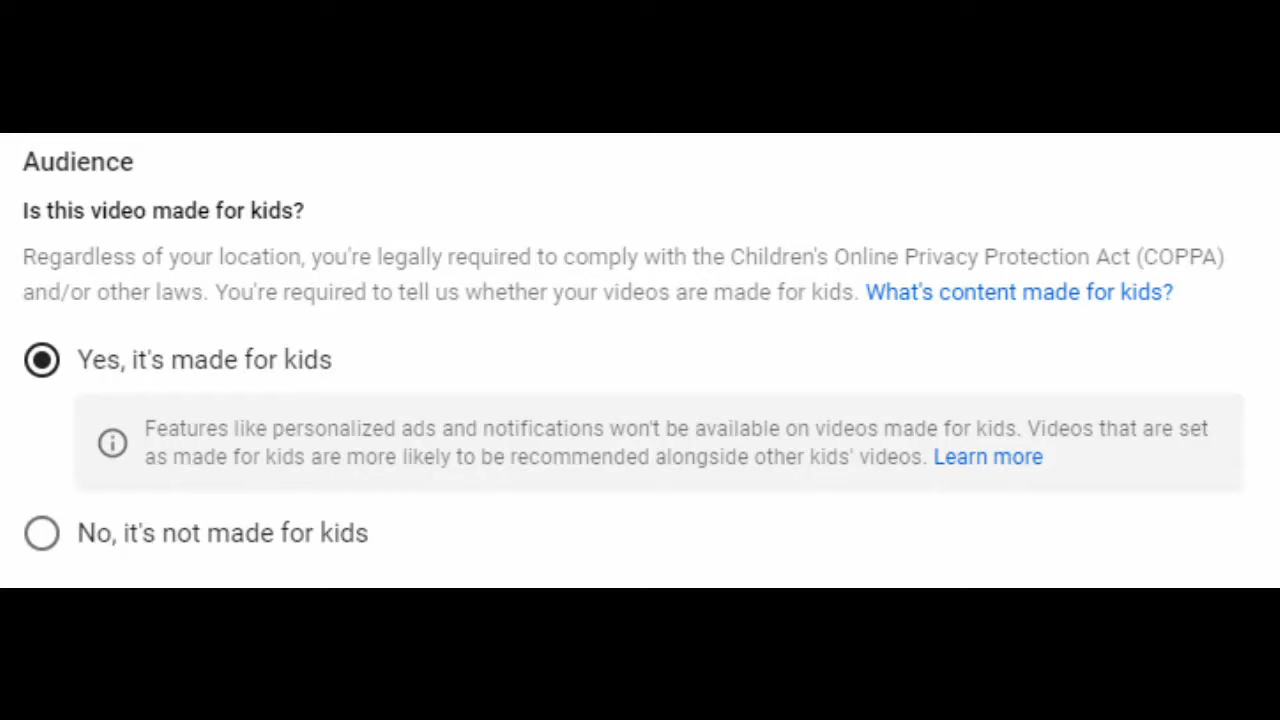 Audience
Is this video made for kids?
Regardless of your location, you're legally required to comply with the Children's Online Privacy Protection Act (COPPA)
and/or other laws. You're required to tell us whether your videos are made for kids. What's content made for kids?
Yes, it's made for kids
Features like personalized ads and notifications won't be available on videos made for kids. Videos that are set
as made for kids are more likely to be recommended alongside other kids' videos. Learn more
No, it's not made for kids